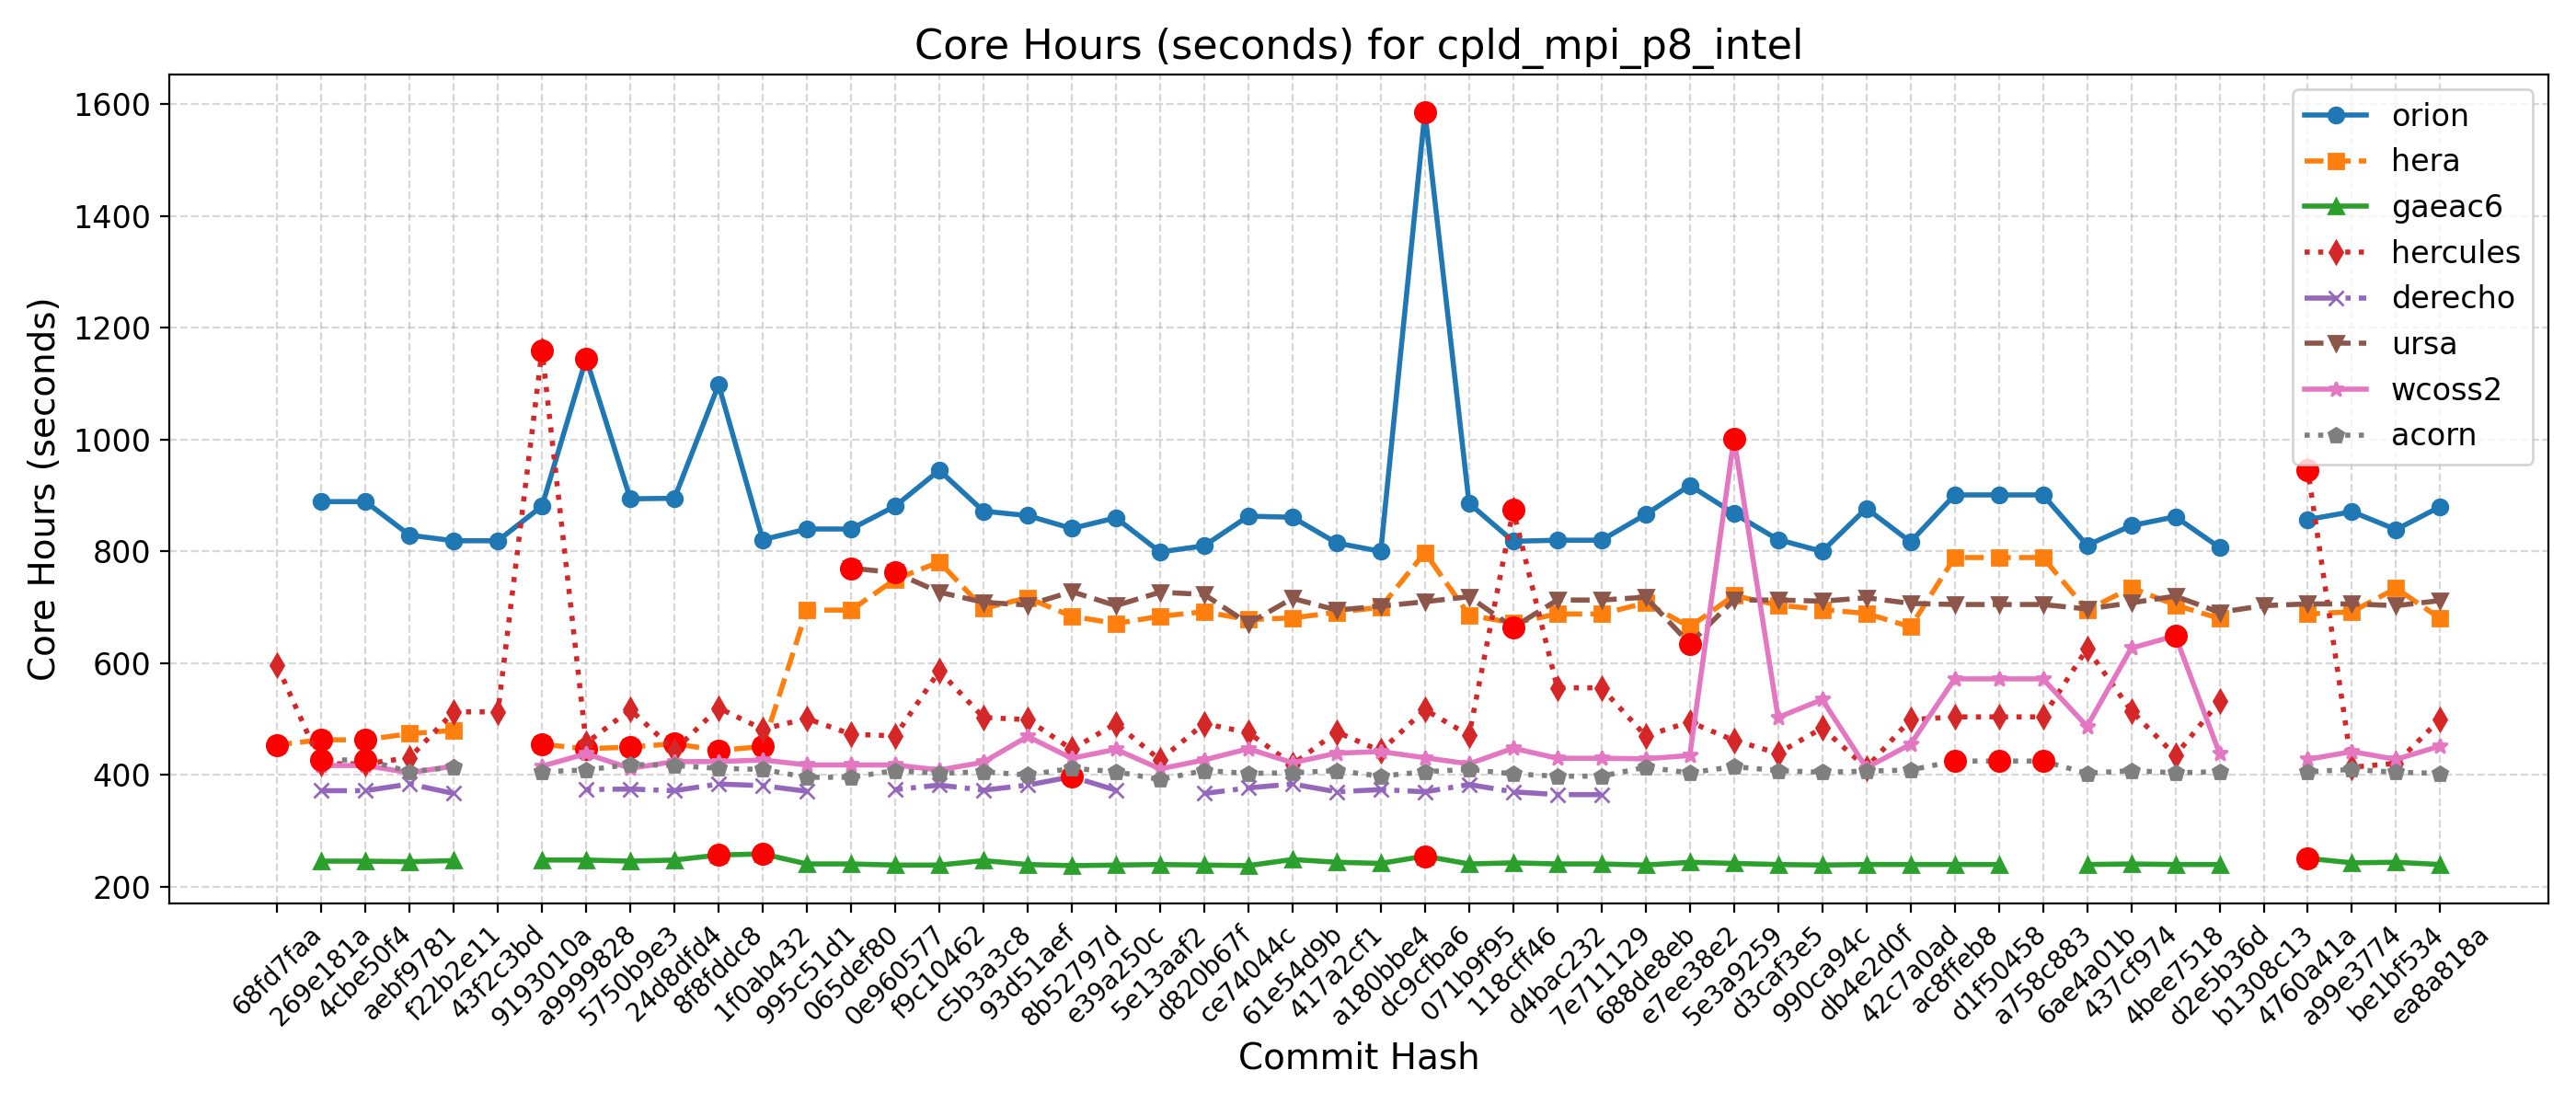 Core Hours (seconds) for cpld_mpi_p8_intel
Core Hours (seconds)
1600
1400
1200
1000
800
600
400
200
orion
hera
gaeac6
hercules
derecho
ursa
wcoss2
acorn
68fd7faa
269e181a
4cbe50f4
aebf9781
f22b2e11
43f2c3bd
9193010a
a9999828
5750b9e3
24d8dfd4
8f8fddc8
1f0ab432
995c51d1
065def80
0e960577
f9c10462
c5b3a3c8
93d51aef
8b52797d
e39a250c
5e13aaf2
d820b67f
ce74044c
61e54d9b
417a2cf1
a180bbe4
dc9cfba6
071b9f95
118cff46
d4bac232
7e711129
688de8eb
e7ee38e2
5e3a9259
d3caf3e5
990ca94c
db4e2d0f
42c7a0ad
ac8ffeb8
d1f50458
a758c883
6ae4a01b
437cf974
4bee7518
d2e5b36d
b1308c13
4760a41a
a99e3774
be1bf534
ea8a818a
Commit Hash